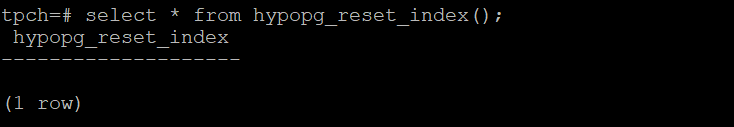 tpch=# select * from hypopg_reset_index();
 hypopg_reset_index
--------------------

(1 row)